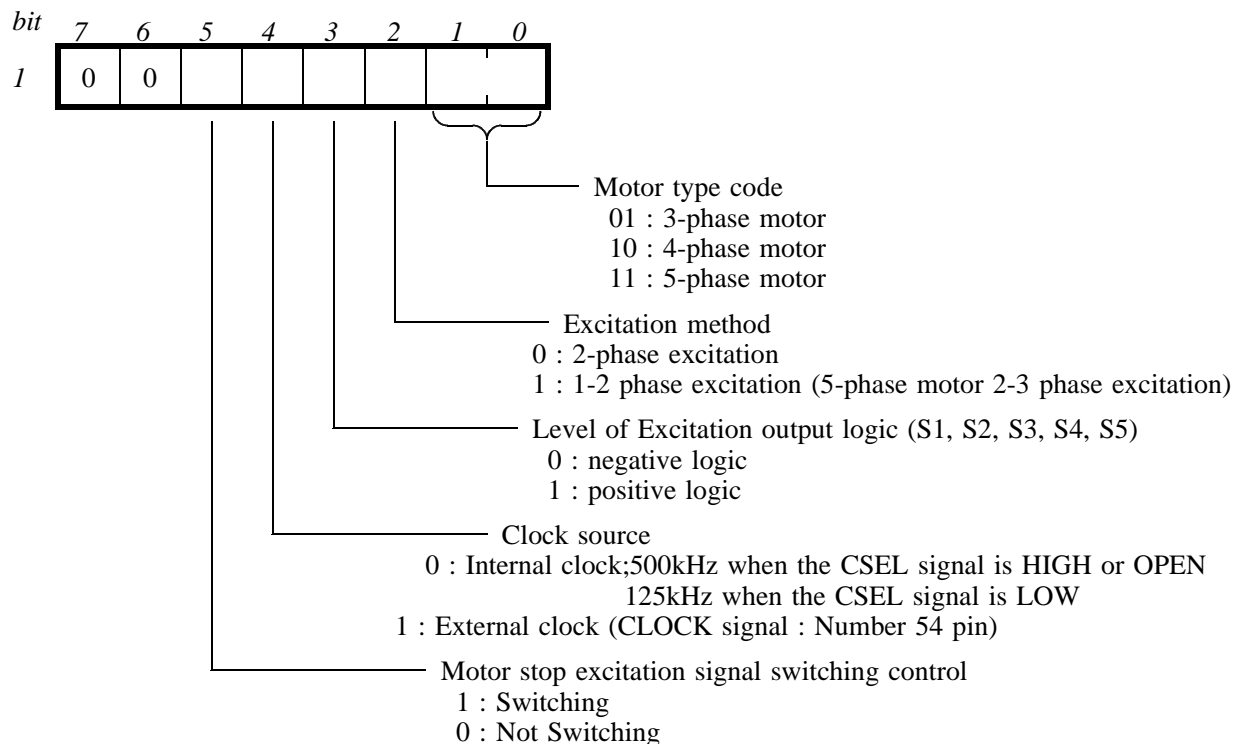 bit 7 6 5 4 3 2 1 0
1 0 0
Motor type code
01 : 3-phase motor
10 : 4-phase motor
11 : 5-phase motor
Excitation method
0 : 2-phase excitation
1 : 1-2 phase excitation (5-phase motor 2-3 phase excitation)
Level of Excitation output logic (S1, S2, S3, S4, S5)
0 : negative logic
1 : positive logic
Clock source
0 : Internal clock;500kHz when the CSEL signal is HIGH or OPEN
125kHz when the CSEL signal is LOW
1 : External clock (CLOCK signal : Number 54 pin)
Motor stop excitation signal switching control
1 : Switching
0 : Not Switching